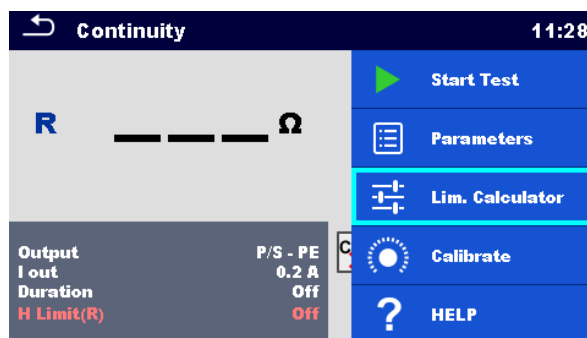 Continuity 11:28
R _ _ _ Ω
Output P/S - PE
I out 0.2 A
Duration Off
H Limit(R) Off
C
Start Test
Parameters
Lim. Calculator
Calibrate
? HELP